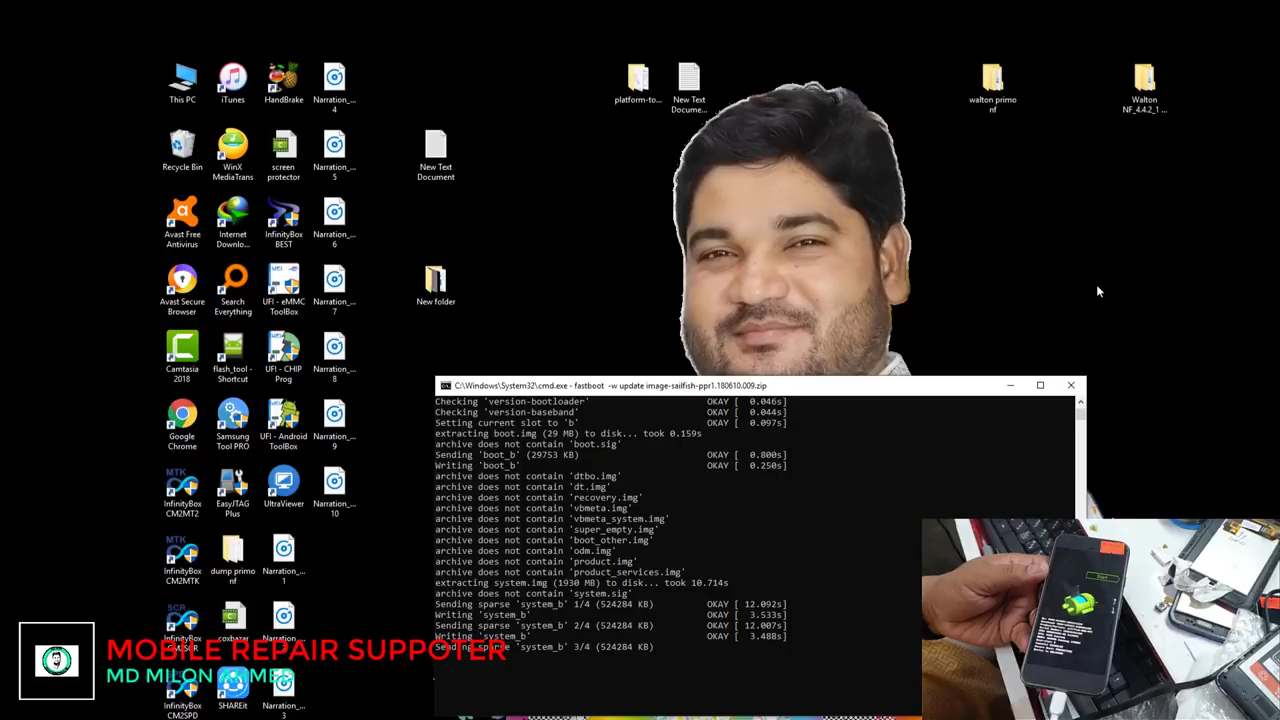 This PC
iTunes
HandBrake
Narration_...
4
platform-to...
New Text
Docume...
walton primo
nf
Walton
NF_4.4.2_1 ...
Recycle Bin
WinX
MediaTrans
screen
protector
Narration_...
5
New Text
Document
Avast Free
Antivirus
Internet
Downlo...
InfinityBox
BEST
Narration_...
6
Avast Secure
Browser
Search
Everything
UFI - eMMC
ToolBox
Narration_...
7
New folder
Camtasia
2018
flash_tool -
Shortcut
UFI - CHIP
Prog
Narration_...
8
Google
Chrome
Samsung
Tool PRO
UFI - Android
ToolBox
Narration_...
9
MTK
InfinityBox
CM2MT2
EasyJTAG
Plus
UltraViewer
Narration_...
10
MTK
InfinityBox
CM2MTK
dump primo
nf
Narration_...
1
SCR
InfinityBox
CM2SCR
coxbazar
InfinityBox
CM2SPD
SHAREit
Narration_...
3
C:\Windows\System32\cmd.exe - fastboot  -w update image-sailfish-ppr1.180610.009.zip
Checking 'version-bootloader' OKAY [  0.046s]
Checking 'version-baseband' OKAY [  0.044s]
Setting current slot to 'b' OKAY [  0.097s]
extracting boot.img (29 MB) to disk... took 0.159s
archive does not contain 'boot.sig'
Sending 'boot_b' (29753 KB) OKAY [  0.800s]
Writing 'boot_b' OKAY [  0.250s]
archive does not contain 'dtbo.img'
archive does not contain 'dt.img'
archive does not contain 'recovery.img'
archive does not contain 'vbmeta.img'
archive does not contain 'vbmeta_system.img'
archive does not contain 'super_empty.img'
archive does not contain 'boot_other.img'
archive does not contain 'odm.img'
archive does not contain 'product.img'
archive does not contain 'product_services.img'
extracting system.img (1930 MB) to disk... took 10.714s
archive does not contain 'system.sig'
Sending sparse 'system_b' 1/4 (524284 KB) OKAY [ 12.092s]
Writing 'system_b' OKAY [  3.533s]
Sending sparse 'system_b' 2/4 (524284 KB) OKAY [ 12.007s]
Writing 'system_b' OKAY [  3.488s]
Sending sparse 'system_b' 3/4 (524284 KB)
Start
MOBILE REPAIR SUPPOTER
MD MILON AHMED